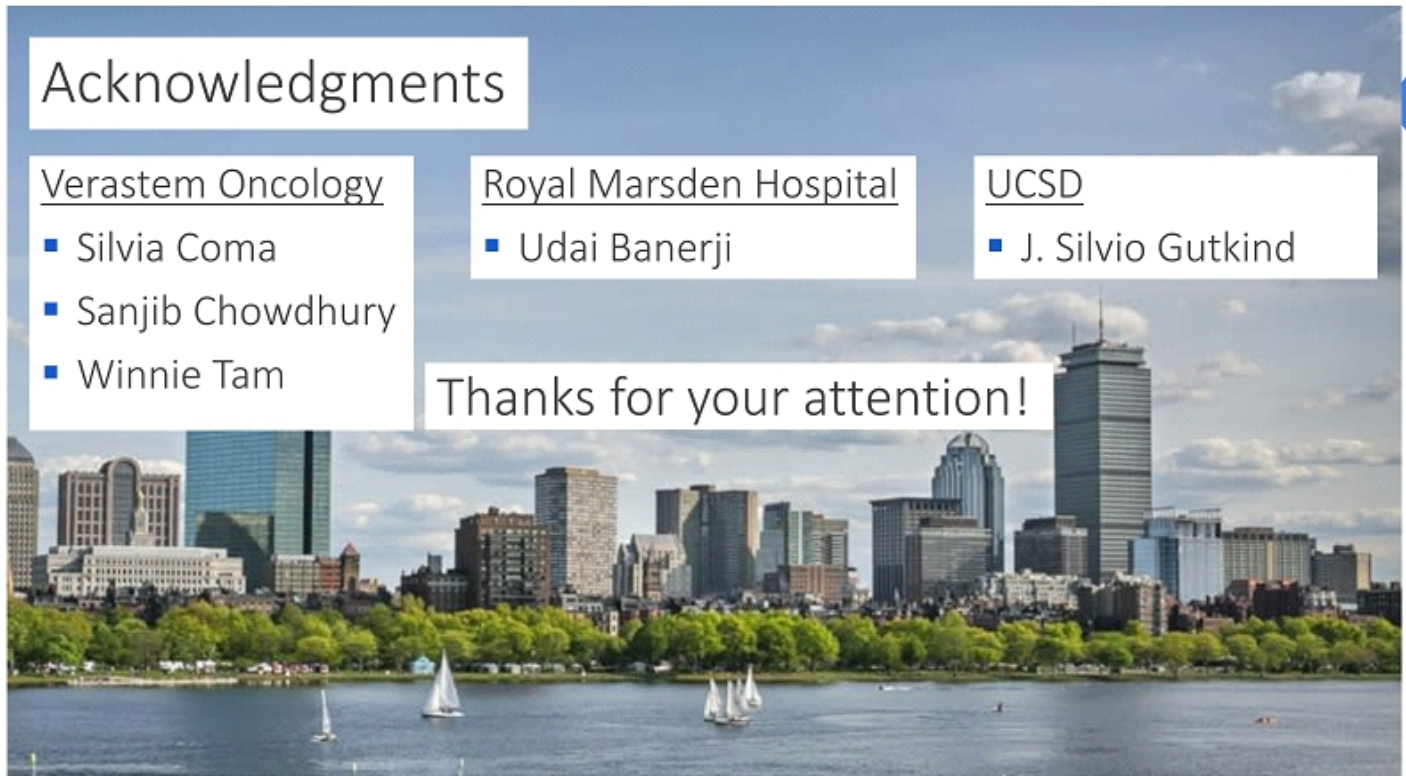 Acknowledgments
Verastem Oncology
▪ Silvia Coma
▪ Sanjib Chowdhury
▪ Winnie Tam
Royal Marsden Hospital
▪ Udai Banerji
UCSD
▪ J. Silvio Gutkind
Thanks for your attention!